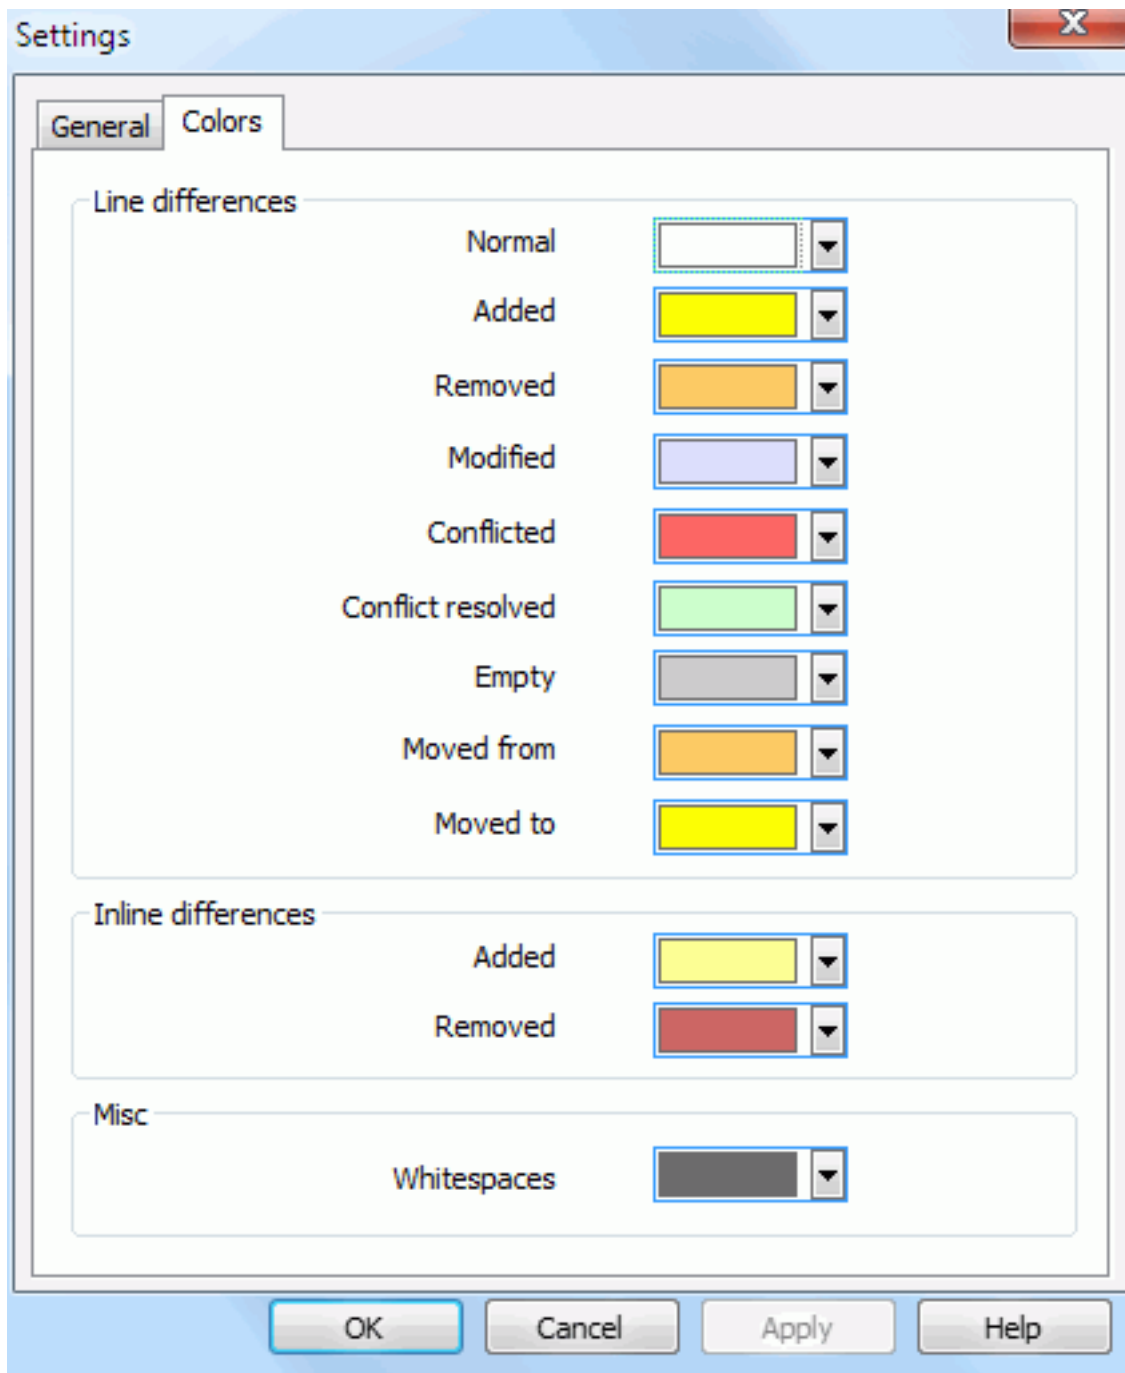 Settings
General Colors
Line differences
Normal
Added
Removed
Modified
Conflicted
Conflict resolved
Empty
Moved from
Moved to
Inline differences
Added
Removed
Misc
Whitespaces
OK Cancel Apply Help